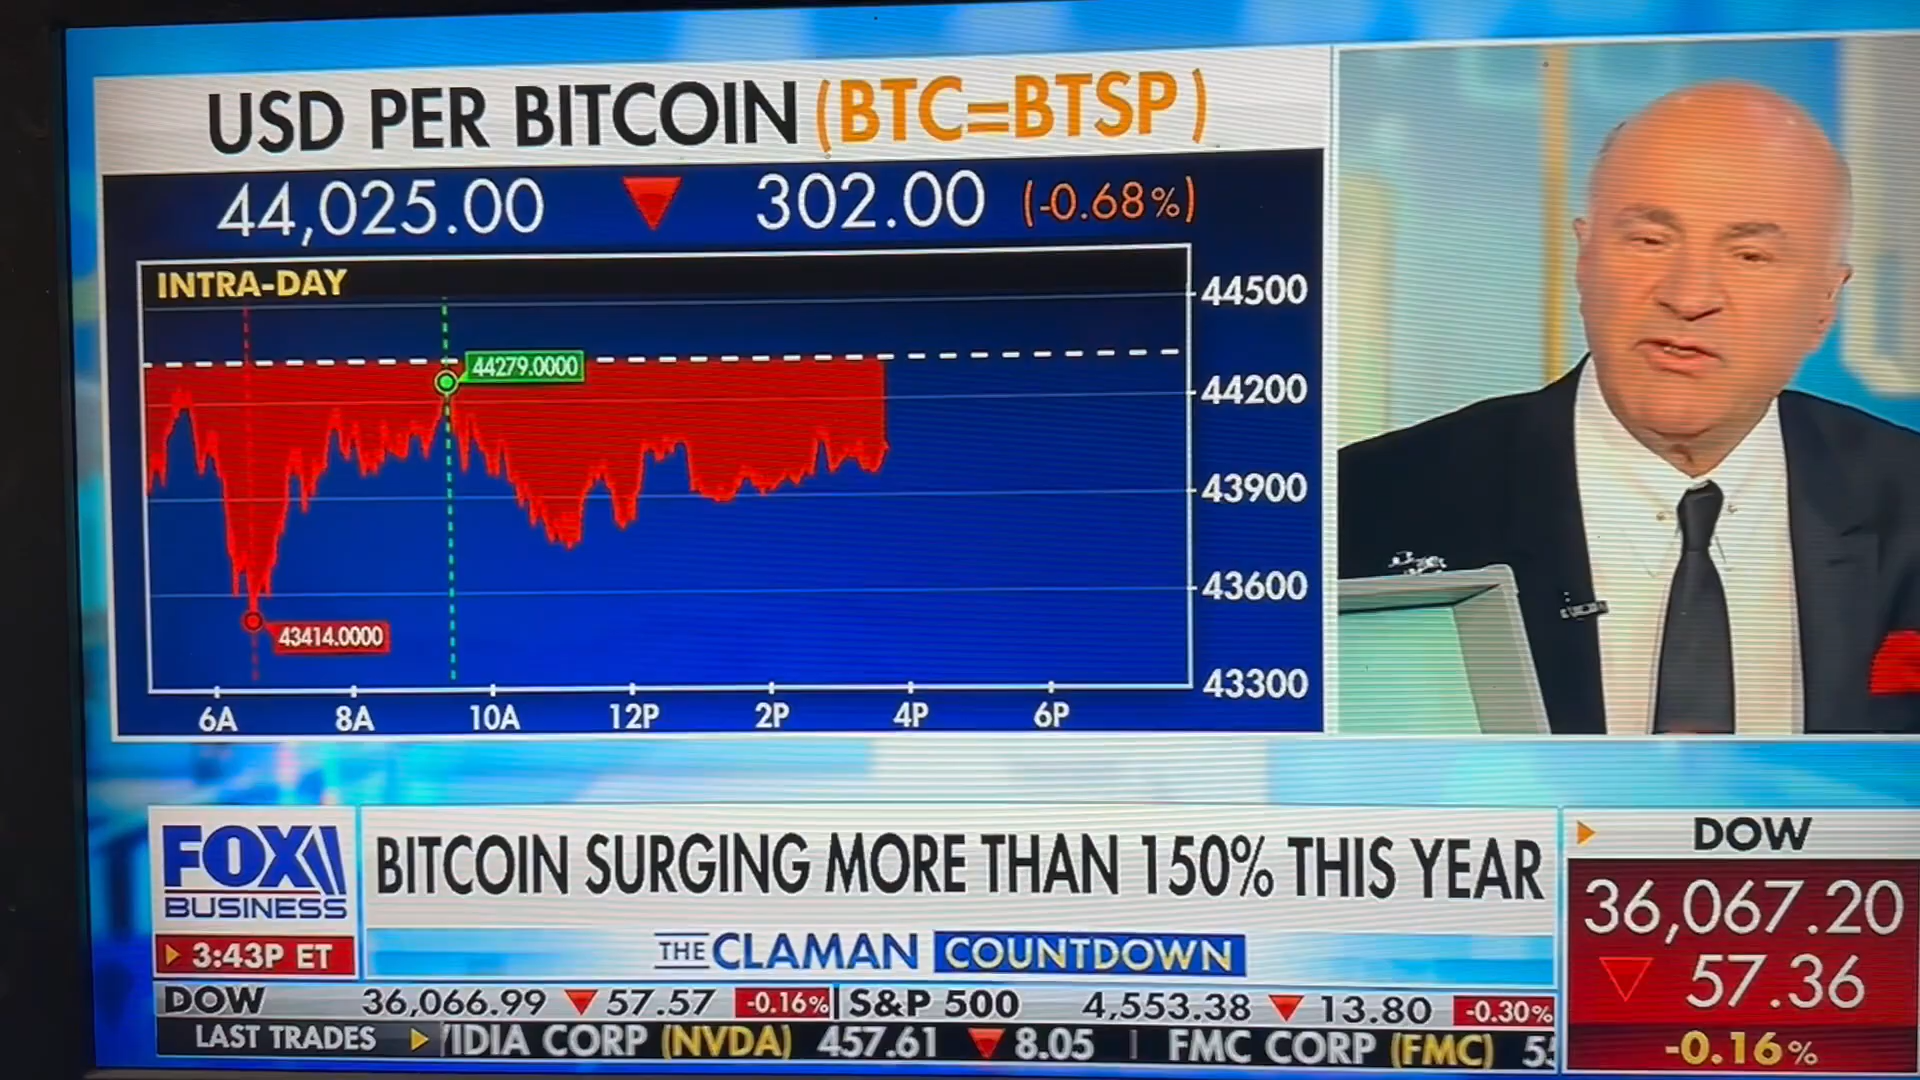 USD PER BITCOIN (BTC=BTSP)
44,025.00 302.00 (-0.68%)
INTRA-DAY
44500
44279.0000
44200
43900
43600
43414.0000
43300
6A 8A 10A 12P 2P 4P 6P
FOX BUSINESS
BITCOIN SURGING MORE THAN 150% THIS YEAR
THE CLAMAN COUNTDOWN
3:43P ET
DOW
36,067.20
57.36
-0.16%
DOW 36,066.99 57.57 -0.16% S&P 500 4,553.38 13.80 -0.30%
LAST TRADES VIDIA CORP (NVDA) 457.61 8.05 FMC CORP (FMC)